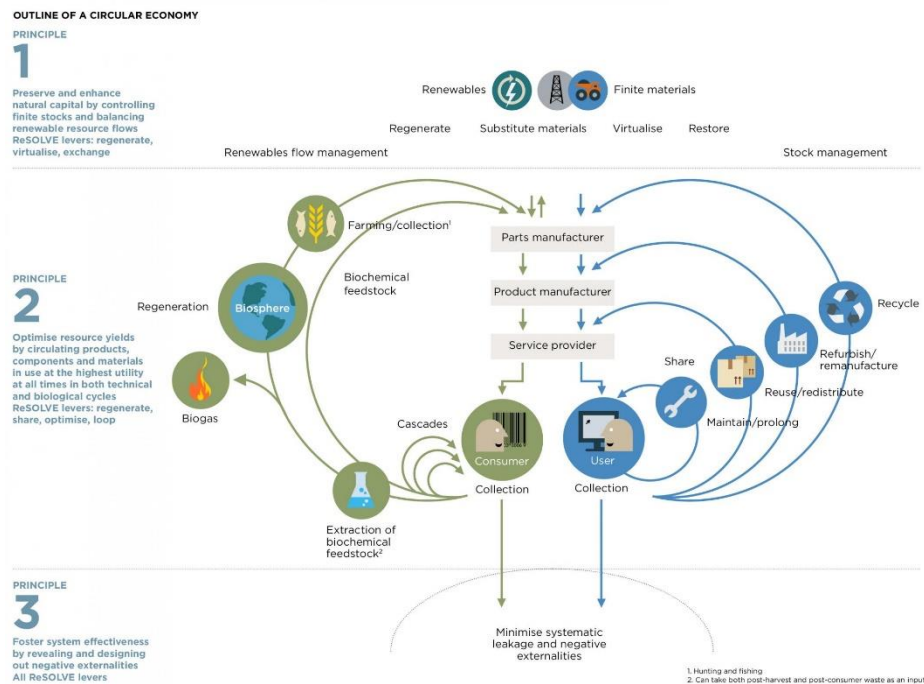 OUTLINE OF A CIRCULAR ECONOMY
PRINCIPLE
1
Preserve and enhance
natural capital by controlling
finite stocks and balancing
renewable resource flows
ReSOLVE levers: regenerate,
virtualise, exchange
Renewables
Finite materials
Regenerate
Substitute materials
Virtualise
Restore
Renewables flow management
Stock management
PRINCIPLE
2
Optimise resource yields
by circulating products,
components and materials
in use at the highest utility
at all times in both technical
and biological cycles
ReSOLVE levers: regenerate,
share, optimise, loop
Farming/collection¹
Biochemical
feedstock
Regeneration
Biosphere
Biogas
Cascades
Extraction of
biochemical
feedstock²
Parts manufacturer
Product manufacturer
Service provider
Consumer
Collection
User
Collection
Share
Maintain/prolong
Reuse/redistribute
Refurbish/
remanufacture
Recycle
PRINCIPLE
3
Foster system effectiveness
by revealing and designing
out negative externalities
All ReSOLVE levers
Minimise systematic
leakage and negative
externalities
1. Hunting and fishing
2. Can take both post-harvest and post-consumer waste as an input